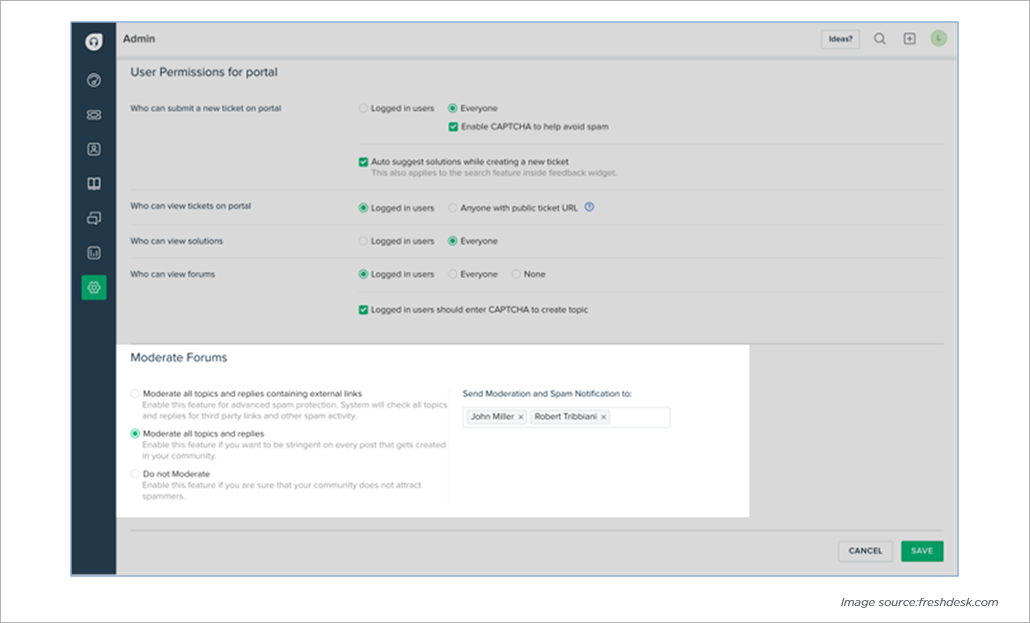 Admin
Ideas?
L
User Permissions for portal
Who can submit a new ticket on portal
Logged in users
Everyone
Enable CAPTCHA to help avoid spam
Auto suggest solutions while creating a new ticket
This also applies to the search feature inside feedback widget.
Who can view tickets on portal
Logged in users
Anyone with public ticket URL
?
Who can view solutions
Logged in users
Everyone
Who can view forums
Logged in users
Everyone
None
Logged in users should enter CAPTCHA to create topic
Moderate Forums
Moderate all topics and replies containing external links
Enable this feature for advanced spam protection. System will check all topics
and replies for third party links and other spam activity.
Moderate all topics and replies
Enable this feature if you want to be stringent on every post that gets created
in your community.
Do not Moderate
Enable this feature if you are sure that your community does not attract
spammers.
Send Moderation and Spam Notification to:
John Miller × Robert Tribbiani ×
CANCEL
SAVE
Image source:freshdesk.com